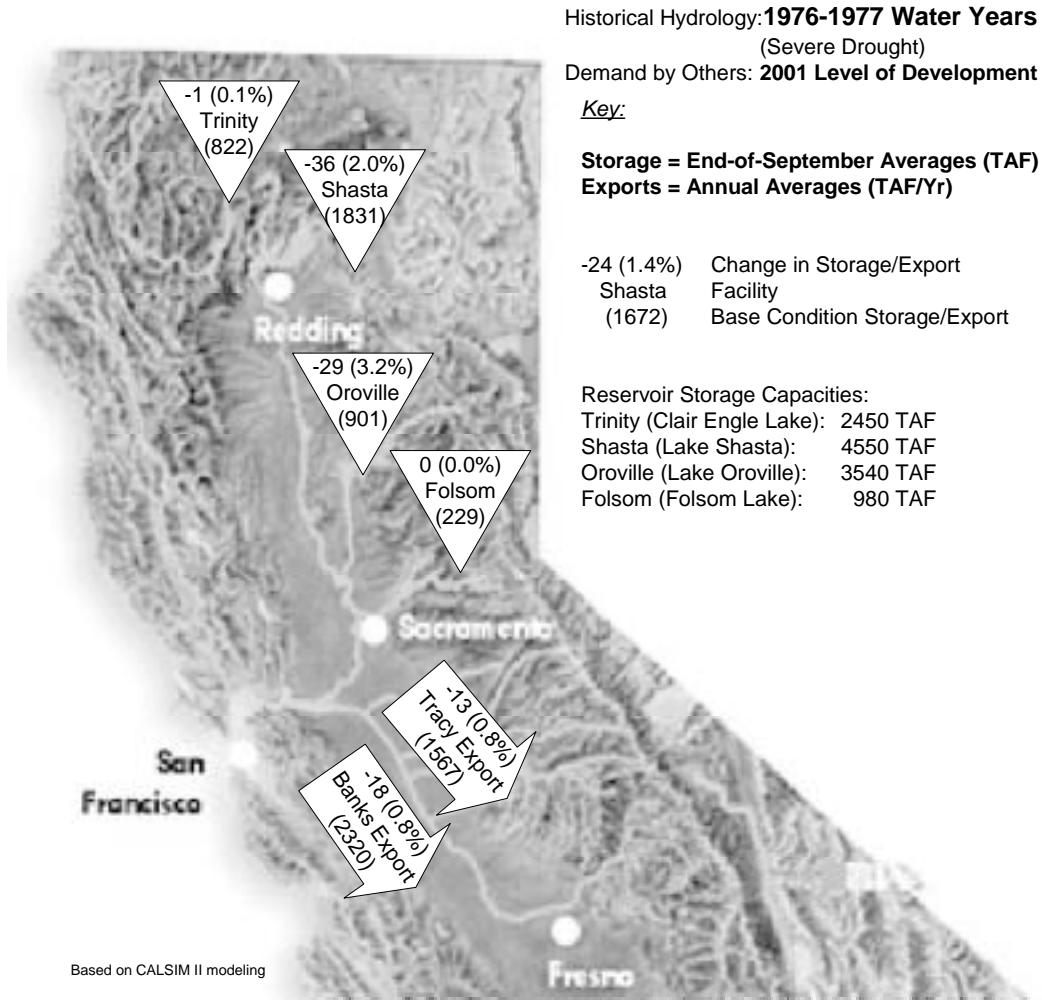 Historical Hydrology:1976-1977 Water Years
(Severe Drought)
Demand by Others: 2001 Level of Development
Key:
Storage = End-of-September Averages (TAF)
Exports = Annual Averages (TAF/Yr)
-24 (1.4%) Change in Storage/Export
Shasta Facility
(1672) Base Condition Storage/Export
Reservoir Storage Capacities:
Trinity (Clair Engle Lake): 2450 TAF
Shasta (Lake Shasta): 4550 TAF
Oroville (Lake Oroville): 3540 TAF
Folsom (Folsom Lake): 980 TAF
-1 (0.1%)
Trinity
(822)
-36 (2.0%)
Shasta
(1831)
Redding
-29 (3.2%)
Oroville
(901)
0 (0.0%)
Folsom
(229)
Sacramento
-13 (0.8%)
Tracy Export
(1567)
San
Francisco
-18 (0.8%)
Banks Export
(2320)
Fresno
Based on CALSIM II modeling